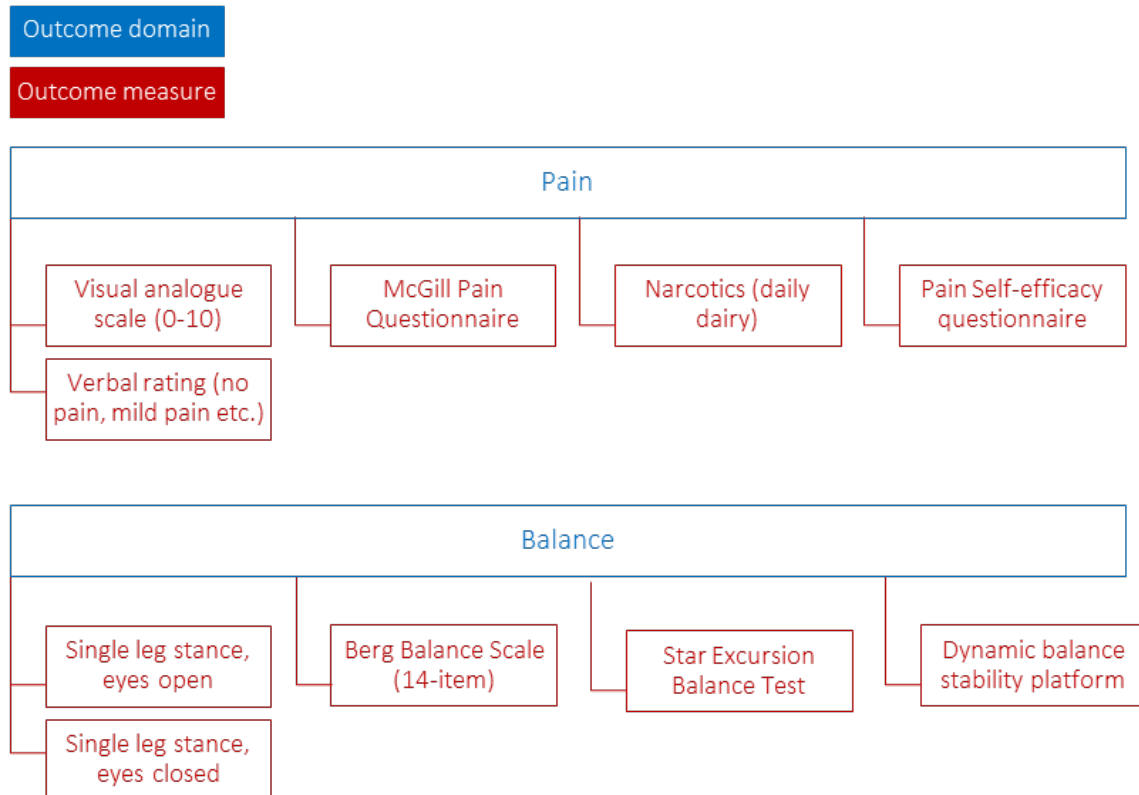 Outcome domain
Outcome measure
Pain
Visual analogue
scale (0-10)
McGill Pain
Questionnaire
Narcotics (daily
dairy)
Pain Self-efficacy
questionnaire
Verbal rating (no
pain, mild pain etc.)
Balance
Single leg stance,
eyes open
Berg Balance Scale
(14-item)
Star Excursion
Balance Test
Dynamic balance
stability platform
Single leg stance,
eyes closed